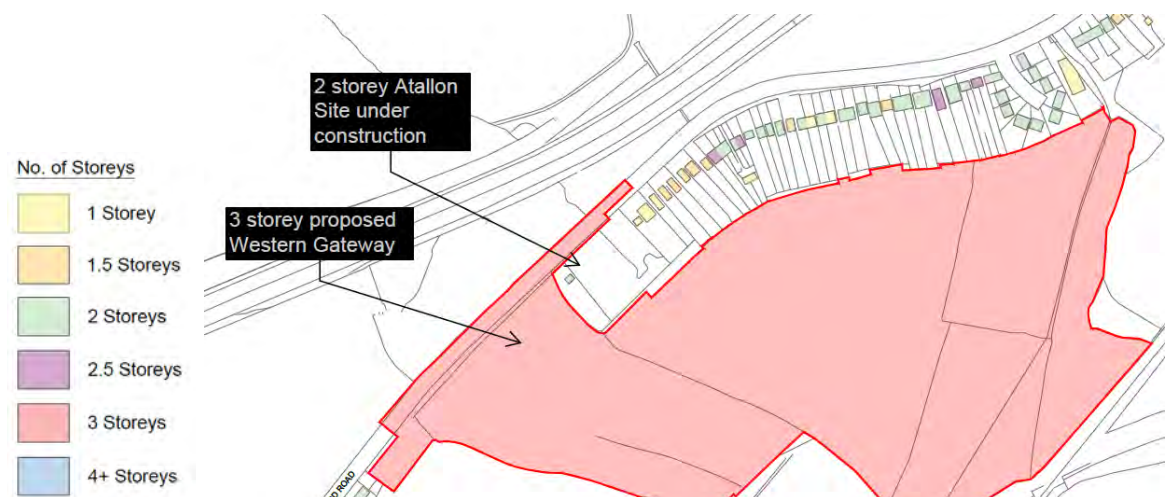 2 storey Atallon
Site under
construction
3 storey proposed
Western Gateway
No. of Storeys
1 Storey
1.5 Storeys
2 Storeys
2.5 Storeys
3 Storeys
4+ Storeys
ROAD